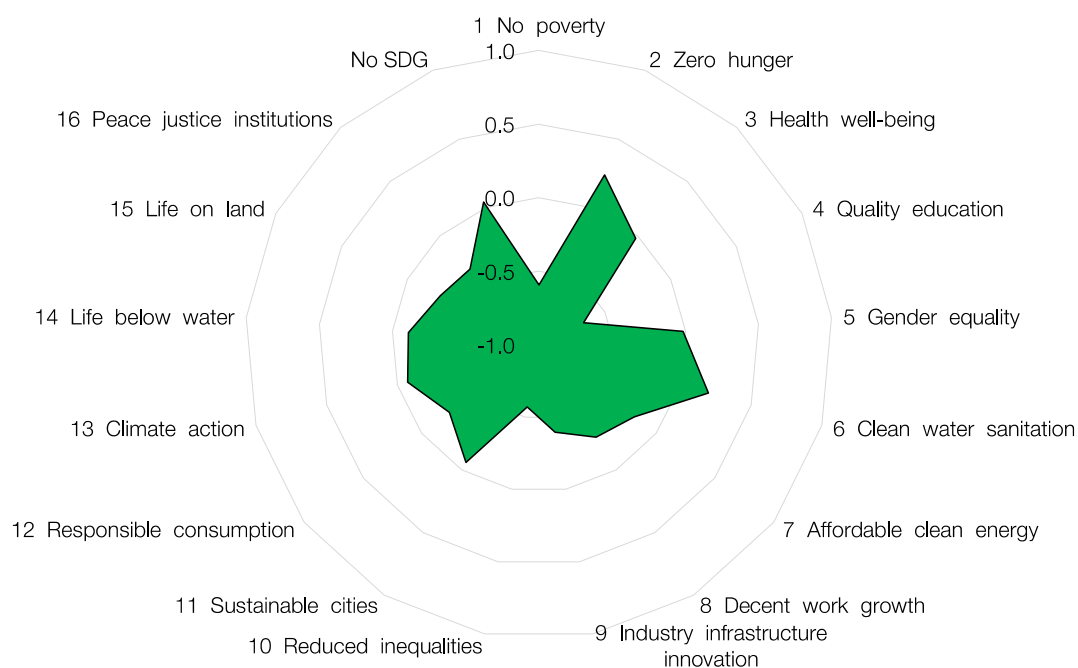 1 No poverty
2 Zero hunger
3 Health well-being
4 Quality education
5 Gender equality
6 Clean water sanitation
7 Affordable clean energy
8 Decent work growth
9 Industry infrastructure
innovation
10 Reduced inequalities
11 Sustainable cities
12 Responsible consumption
13 Climate action
14 Life below water
15 Life on land
16 Peace justice institutions
No SDG
1.0
0.5
0.0
-0.5
-1.0